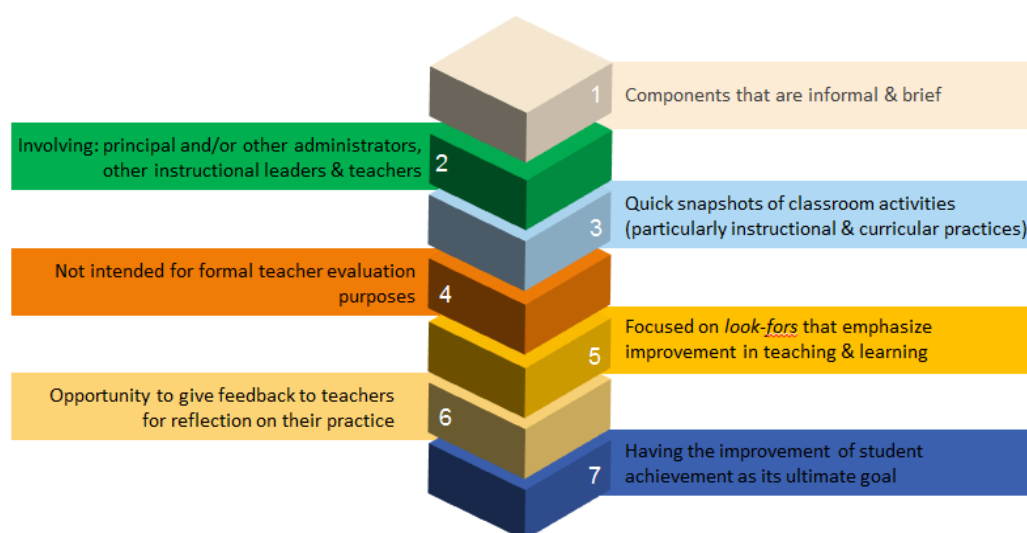 1 Components that are informal & brief
Involving: principal and/or other administrators,
other instructional leaders & teachers
2
Quick snapshots of classroom activities
(particularly instructional & curricular practices)
3
Not intended for formal teacher evaluation
purposes
4
Focused on look-fors that emphasize
improvement in teaching & learning
5
Opportunity to give feedback to teachers
for reflection on their practice
6
Having the improvement of student
achievement as its ultimate goal
7